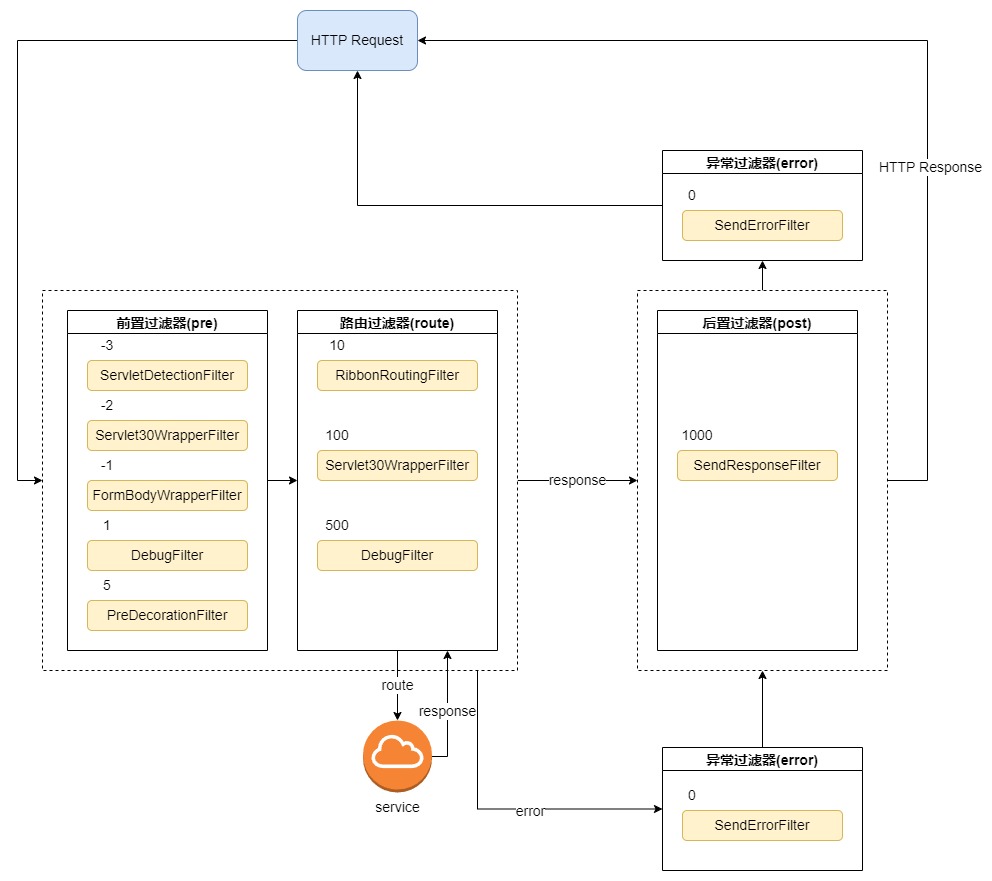 HTTP Request
HTTP Response
异常过滤器(error)
0
SendErrorFilter
前置过滤器(pre)
-3
ServletDetectionFilter
-2
Servlet30WrapperFilter
-1
FormBodyWrapperFilter
1
DebugFilter
5
PreDecorationFilter
路由过滤器(route)
10
RibbonRoutingFilter
100
Servlet30WrapperFilter
500
DebugFilter
response
后置过滤器(post)
1000
SendResponseFilter
route
response
service
error
异常过滤器(error)
0
SendErrorFilter